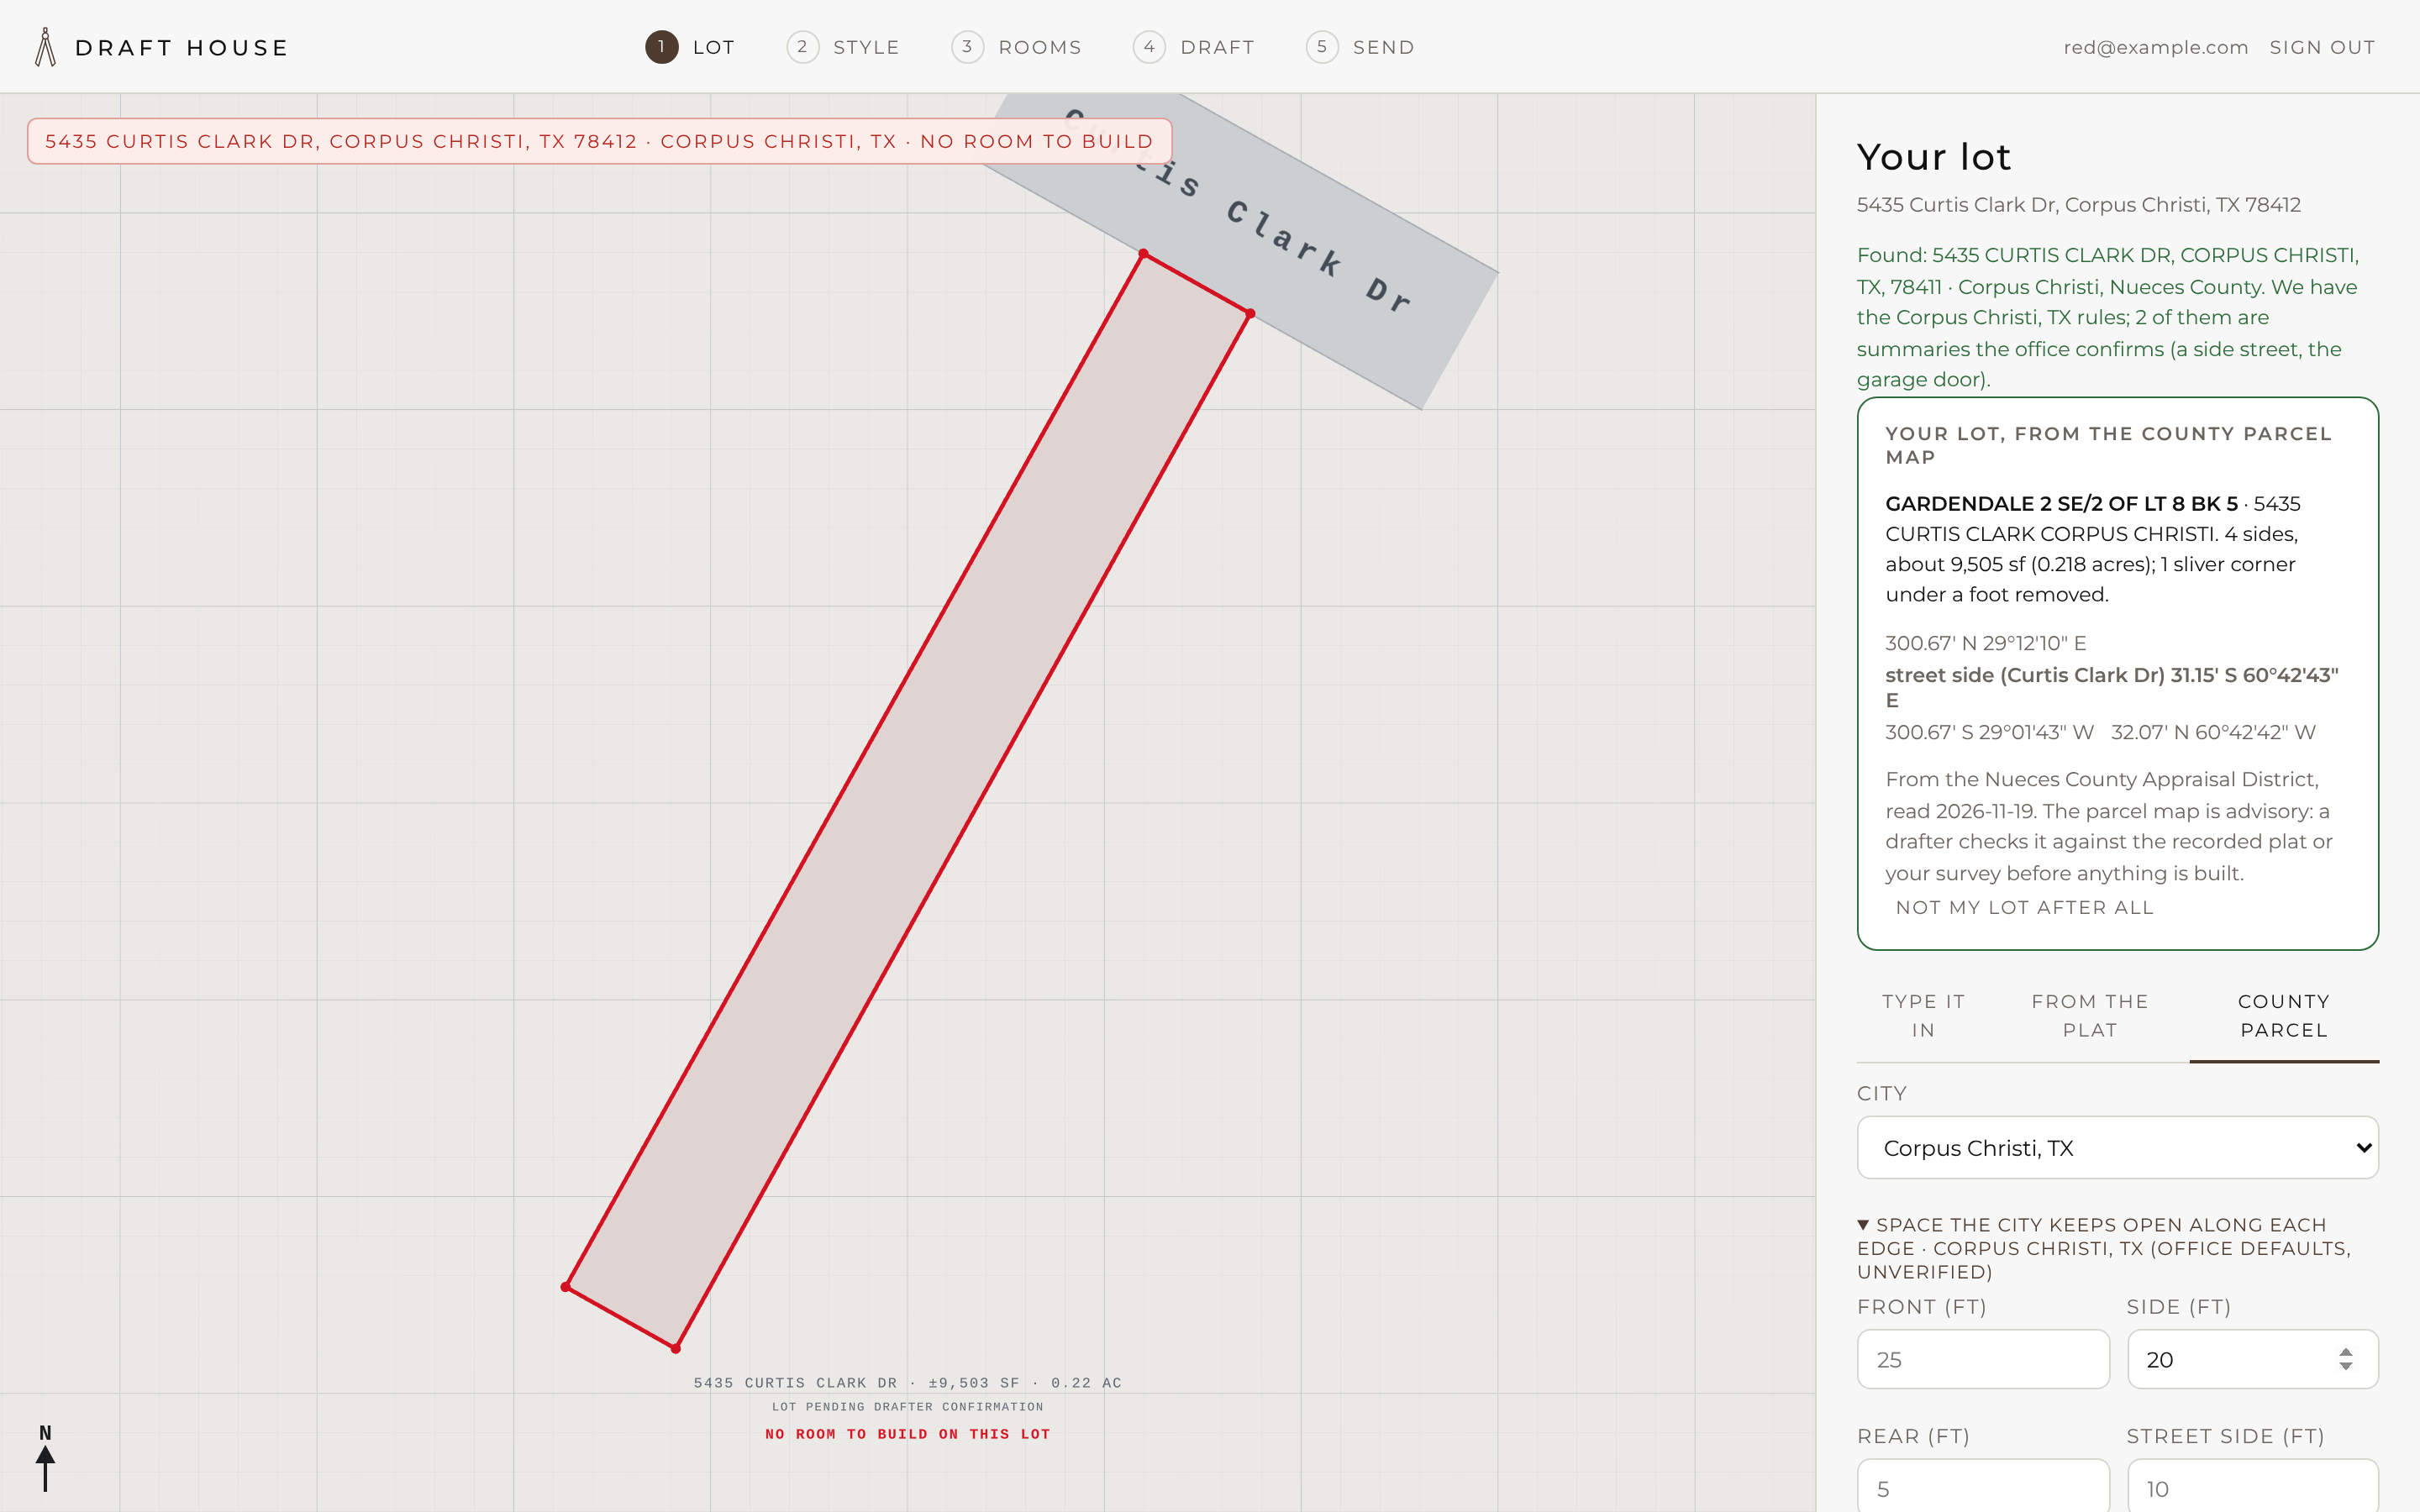 DRAFT HOUSE
1 LOT
2 STYLE
3 ROOMS
4 DRAFT
5 SEND
red@example.com SIGN OUT
5435 CURTIS CLARK DR, CORPUS CHRISTI, TX 78412 · CORPUS CHRISTI, TX · NO ROOM TO BUILD
Curtis Clark Dr
5435 CURTIS CLARK DR · ±9,503 SF · 0.22 AC
LOT PENDING DRAFTER CONFIRMATION
NO ROOM TO BUILD ON THIS LOT
N
Your lot
5435 Curtis Clark Dr, Corpus Christi, TX 78412
Found: 5435 CURTIS CLARK DR, CORPUS CHRISTI,
TX, 78411 · Corpus Christi, Nueces County. We have
the Corpus Christi, TX rules; 2 of them are
summaries the office confirms (a side street, the
garage door).
YOUR LOT, FROM THE COUNTY PARCEL
MAP
GARDENDALE 2 SE/2 OF LT 8 BK 5 · 5435
CURTIS CLARK CORPUS CHRISTI. 4 sides,
about 9,505 sf (0.218 acres); 1 sliver corner
under a foot removed.
300.67' N 29°12'10" E
street side (Curtis Clark Dr) 31.15' S 60°42'43"
E
300.67' S 29°01'43" W 32.07' N 60°42'42" W
From the Nueces County Appraisal District,
read 2026-11-19. The parcel map is advisory: a
drafter checks it against the recorded plat or
your survey before anything is built.
NOT MY LOT AFTER ALL
TYPE IT
IN
FROM THE
PLAT
COUNTY
PARCEL
CITY
Corpus Christi, TX
▼ SPACE THE CITY KEEPS OPEN ALONG EACH
EDGE · CORPUS CHRISTI, TX (OFFICE DEFAULTS,
UNVERIFIED)
FRONT (FT) SIDE (FT)
25 20
REAR (FT) STREET SIDE (FT)
5 10